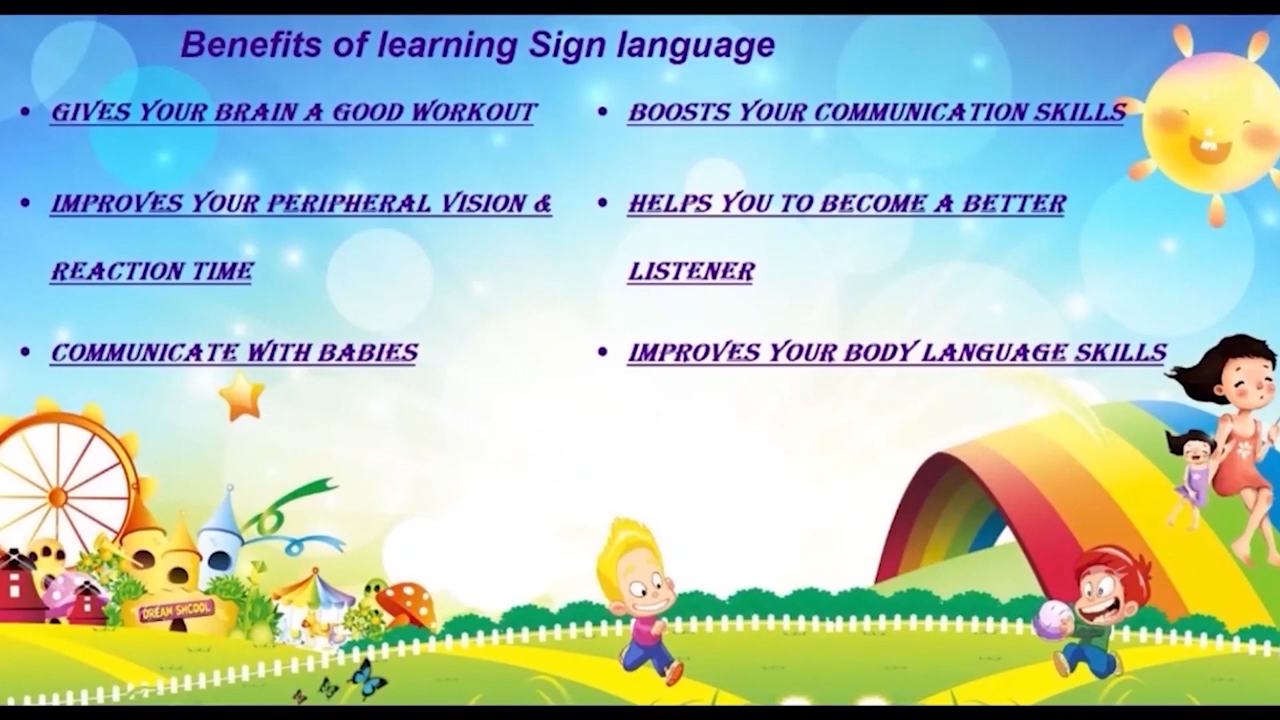 Benefits of learning Sign language
• GIVES YOUR BRAIN A GOOD WORKOUT
• IMPROVES YOUR PERIPHERAL VISION &
REACTION TIME
• COMMUNICATE WITH BABIES
• BOOSTS YOUR COMMUNICATION SKILLS
• HELPS YOU TO BECOME A BETTER
LISTENER
• IMPROVES YOUR BODY LANGUAGE SKILLS
DREAM SHCOOL